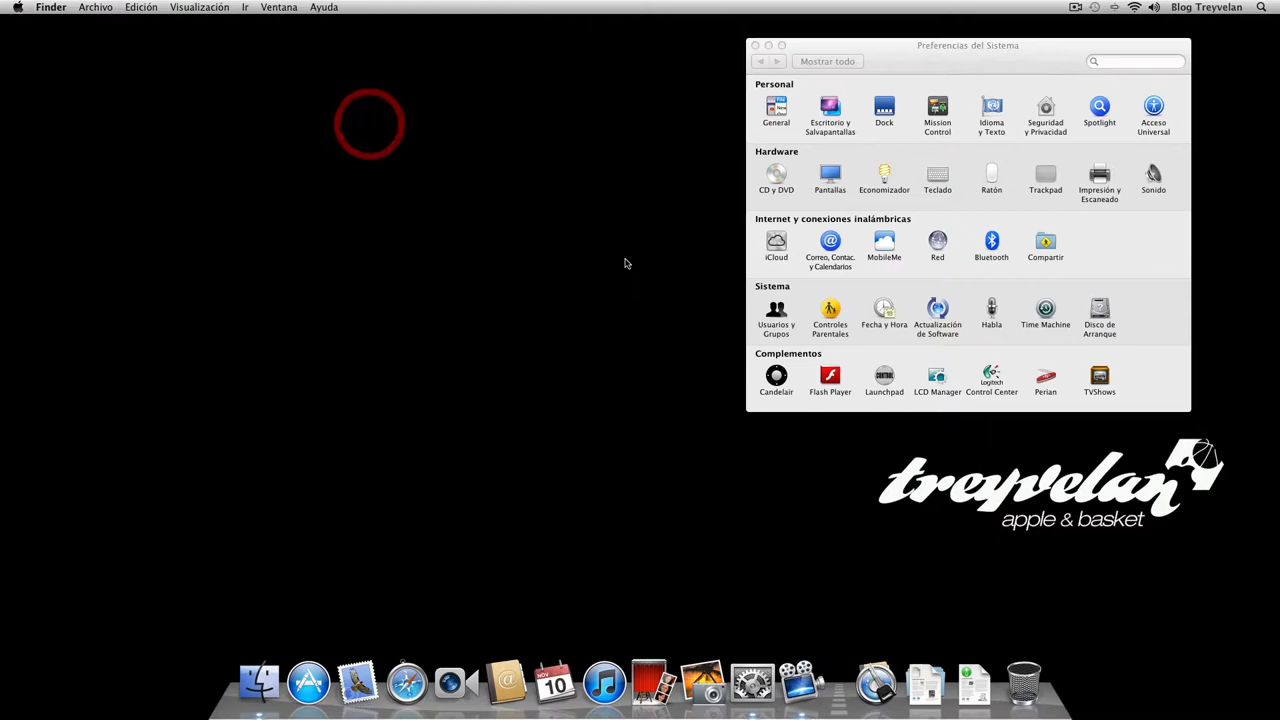 Finder Archivo Edición Visualización Ir Ventana Ayuda Blog Treyvelan
Preferencias del Sistema
Mostrar todo
Personal
General
Escritorio y
Salvapantallas
Dock
Mission
Control
Idioma
y Texto
Seguridad
y Privacidad
Spotlight
Acceso
Universal
Hardware
CD y DVD
Pantallas
Economizador
Teclado
Ratón
Trackpad
Impresión y
Escaneado
Sonido
Internet y conexiones inalámbricas
iCloud
Correo, Contac.
y Calendarios
MobileMe
Red
Bluetooth
Compartir
Sistema
Usuarios y
Grupos
Controles
Parentales
Fecha y Hora
Actualización
de Software
Habla
Time Machine
Disco de
Arranque
Complementos
Candelair
Flash Player
CONTROL
Launchpad
LCD Manager
Logitech
Control Center
Perian
TVShows
treyvelan
apple & basket
NOV
10